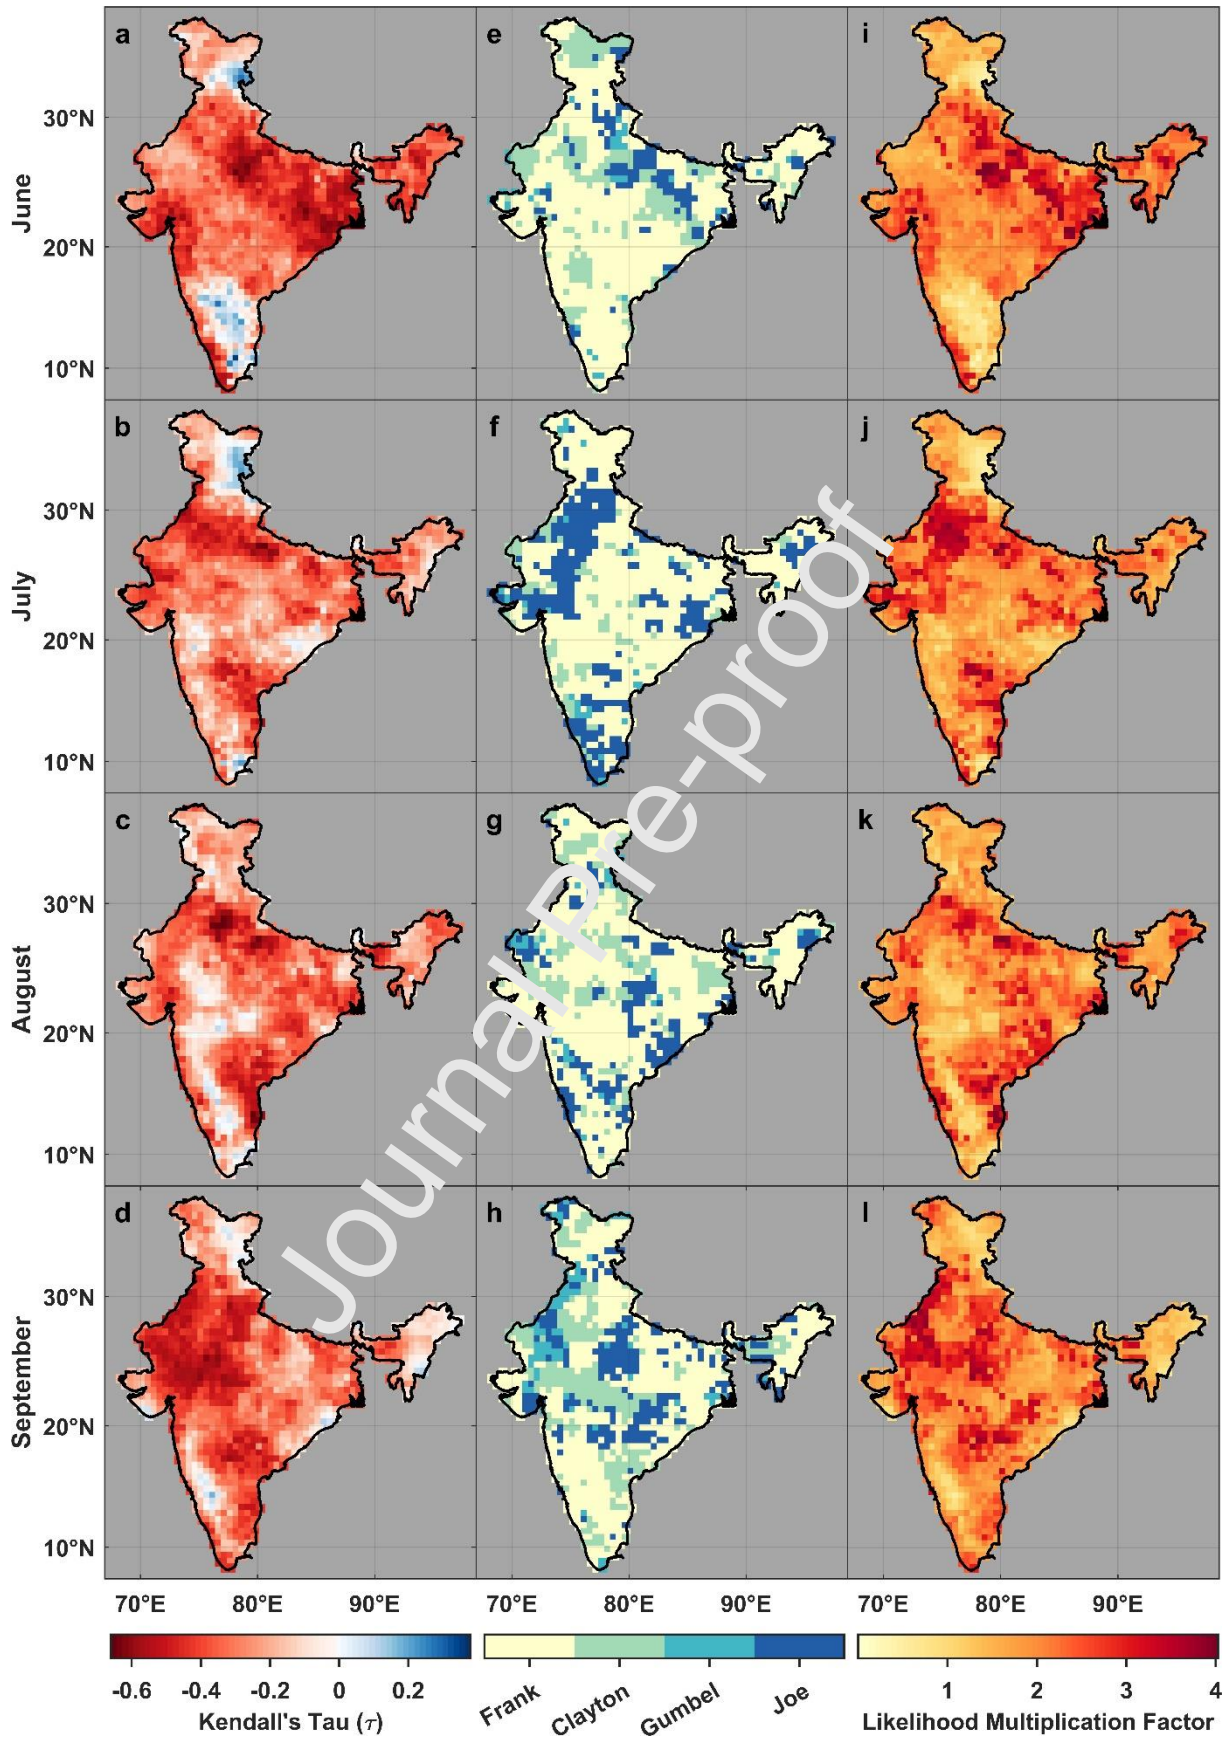 a
e
i
30°N
20°N
10°N
June
b
f
j
30°N
20°N
10°N
July
c
g
k
30°N
20°N
10°N
August
d
h
l
30°N
20°N
10°N
September
Journal Pre-proof
70°E 80°E 90°E 70°E 80°E 90°E 70°E 80°E 90°E
-0.6 -0.4 -0.2 0 0.2
Kendall's Tau (τ)
Frank Clayton Gumbel Joe
1 2 3 4
Likelihood Multiplication Factor